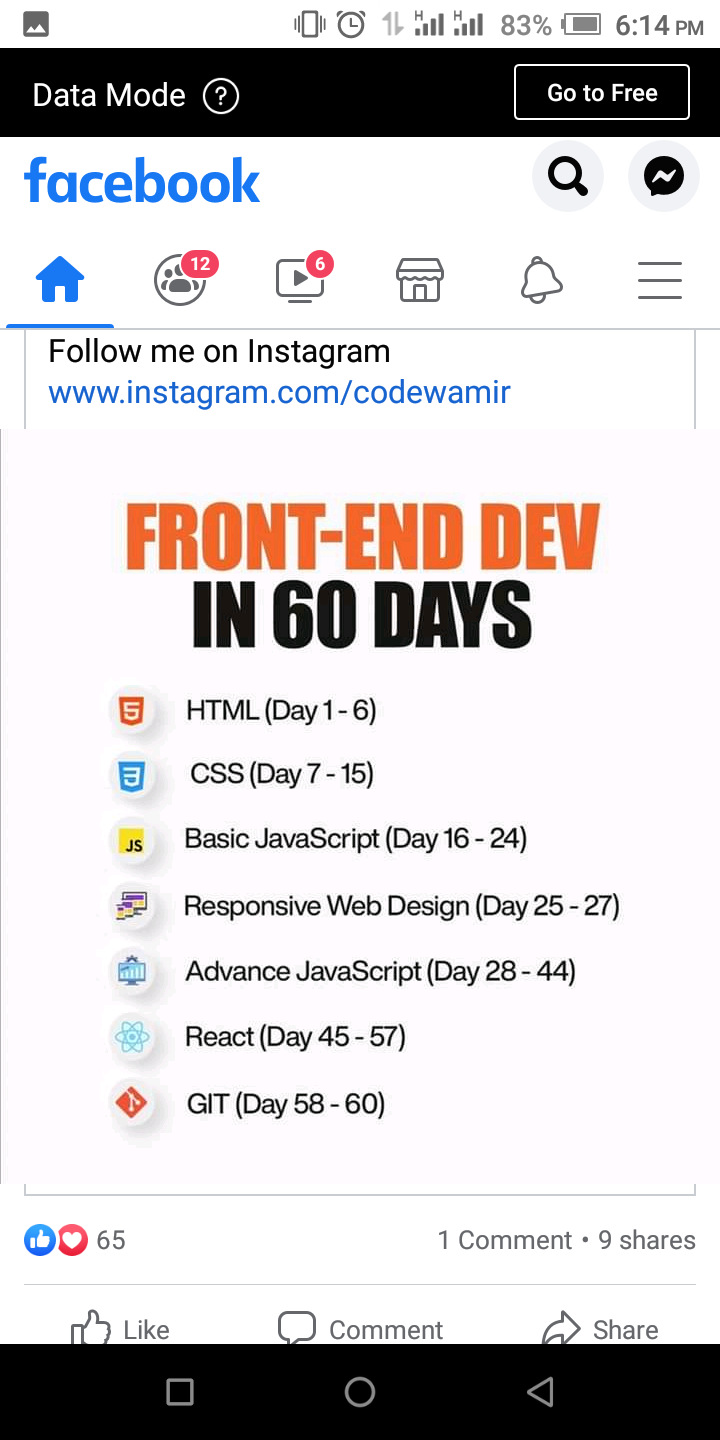 H H 83% 6:14 PM
Data Mode ? Go to Free
facebook
12 6
Follow me on Instagram
www.instagram.com/codewamir
FRONT-END DEV
IN 60 DAYS
5 HTML (Day 1 - 6)
3 CSS (Day 7 - 15)
JS Basic JavaScript (Day 16 - 24)
Responsive Web Design (Day 25 - 27)
Advance JavaScript (Day 28 - 44)
React (Day 45 - 57)
GIT (Day 58 - 60)
65 1 Comment • 9 shares
Like Comment Share